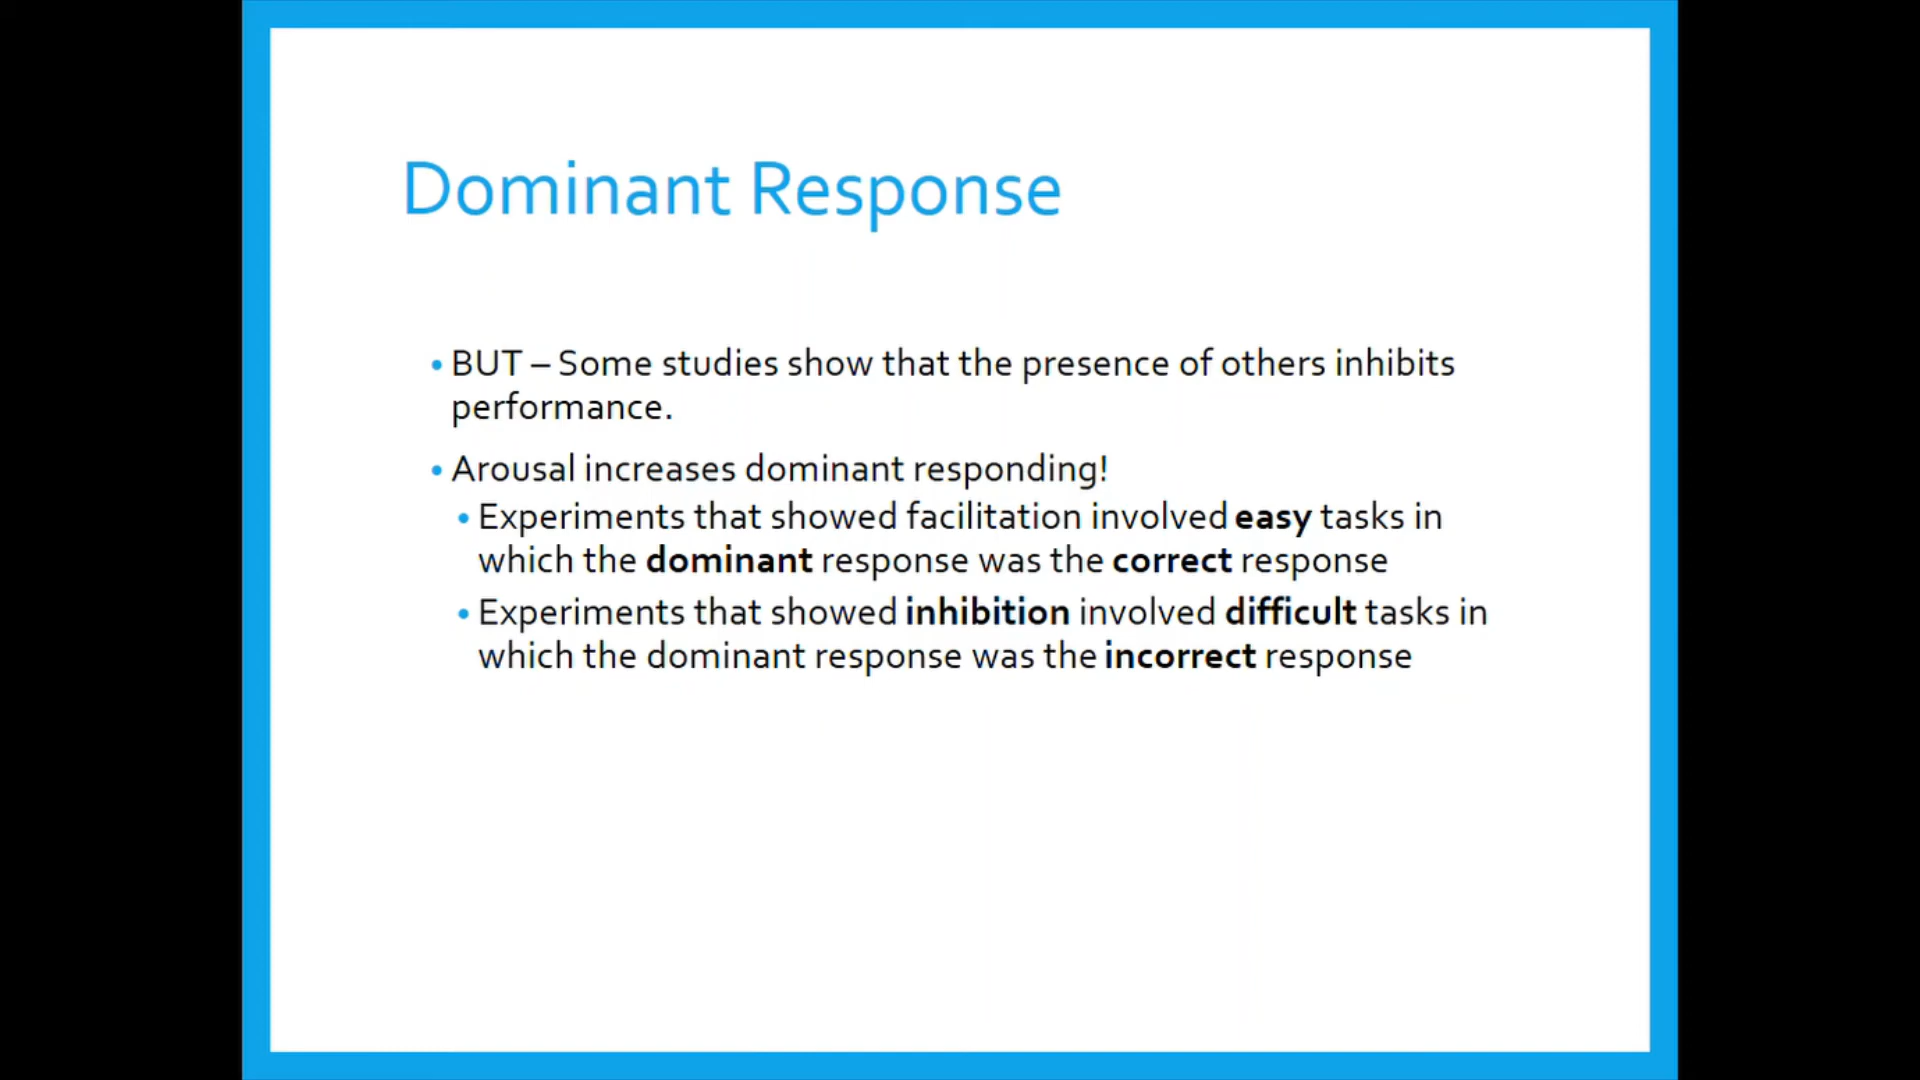 Dominant Response
• BUT – Some studies show that the presence of others inhibits
performance.
• Arousal increases dominant responding!
• Experiments that showed facilitation involved easy tasks in
which the dominant response was the correct response
• Experiments that showed inhibition involved difficult tasks in
which the dominant response was the incorrect response